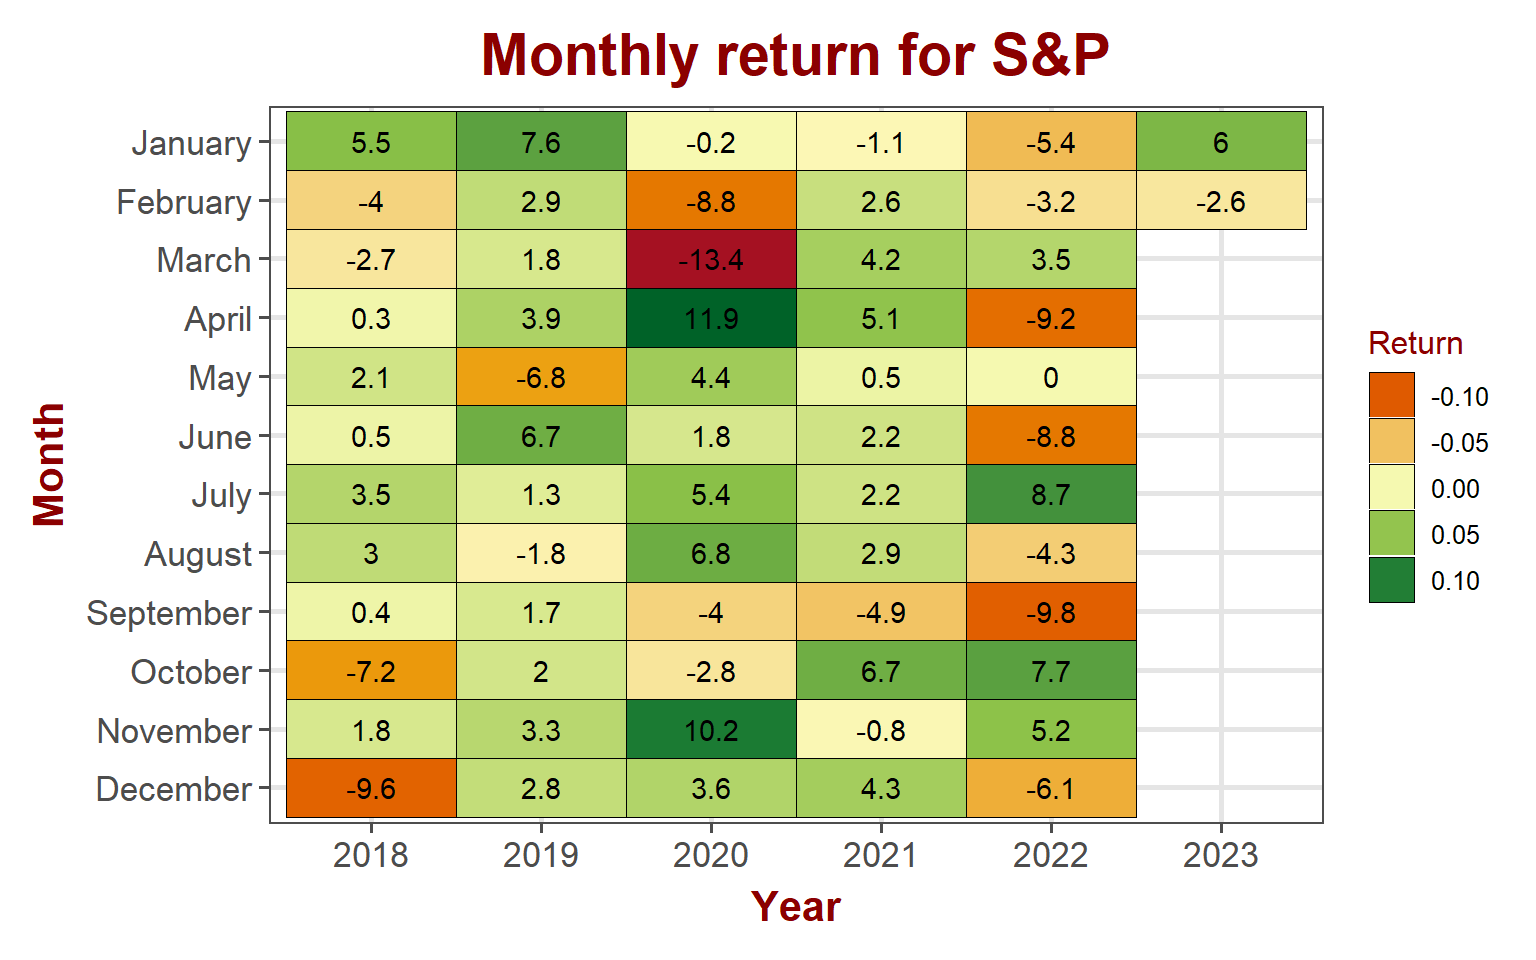 Monthly return for S&P
January 5.5 7.6 -0.2 -1.1 -5.4 6
February -4 2.9 -8.8 2.6 -3.2 -2.6
March -2.7 1.8 -13.4 4.2 3.5
April 0.3 3.9 11.9 5.1 -9.2
May 2.1 -6.8 4.4 0.5 0
June 0.5 6.7 1.8 2.2 -8.8
July 3.5 1.3 5.4 2.2 8.7
August 3 -1.8 6.8 2.9 -4.3
September 0.4 1.7 -4 -4.9 -9.8
October -7.2 2 -2.8 6.7 7.7
November 1.8 3.3 10.2 -0.8 5.2
December -9.6 2.8 3.6 4.3 -6.1
2018 2019 2020 2021 2022 2023
Year
Month
Return
-0.10
-0.05
0.00
0.05
0.10